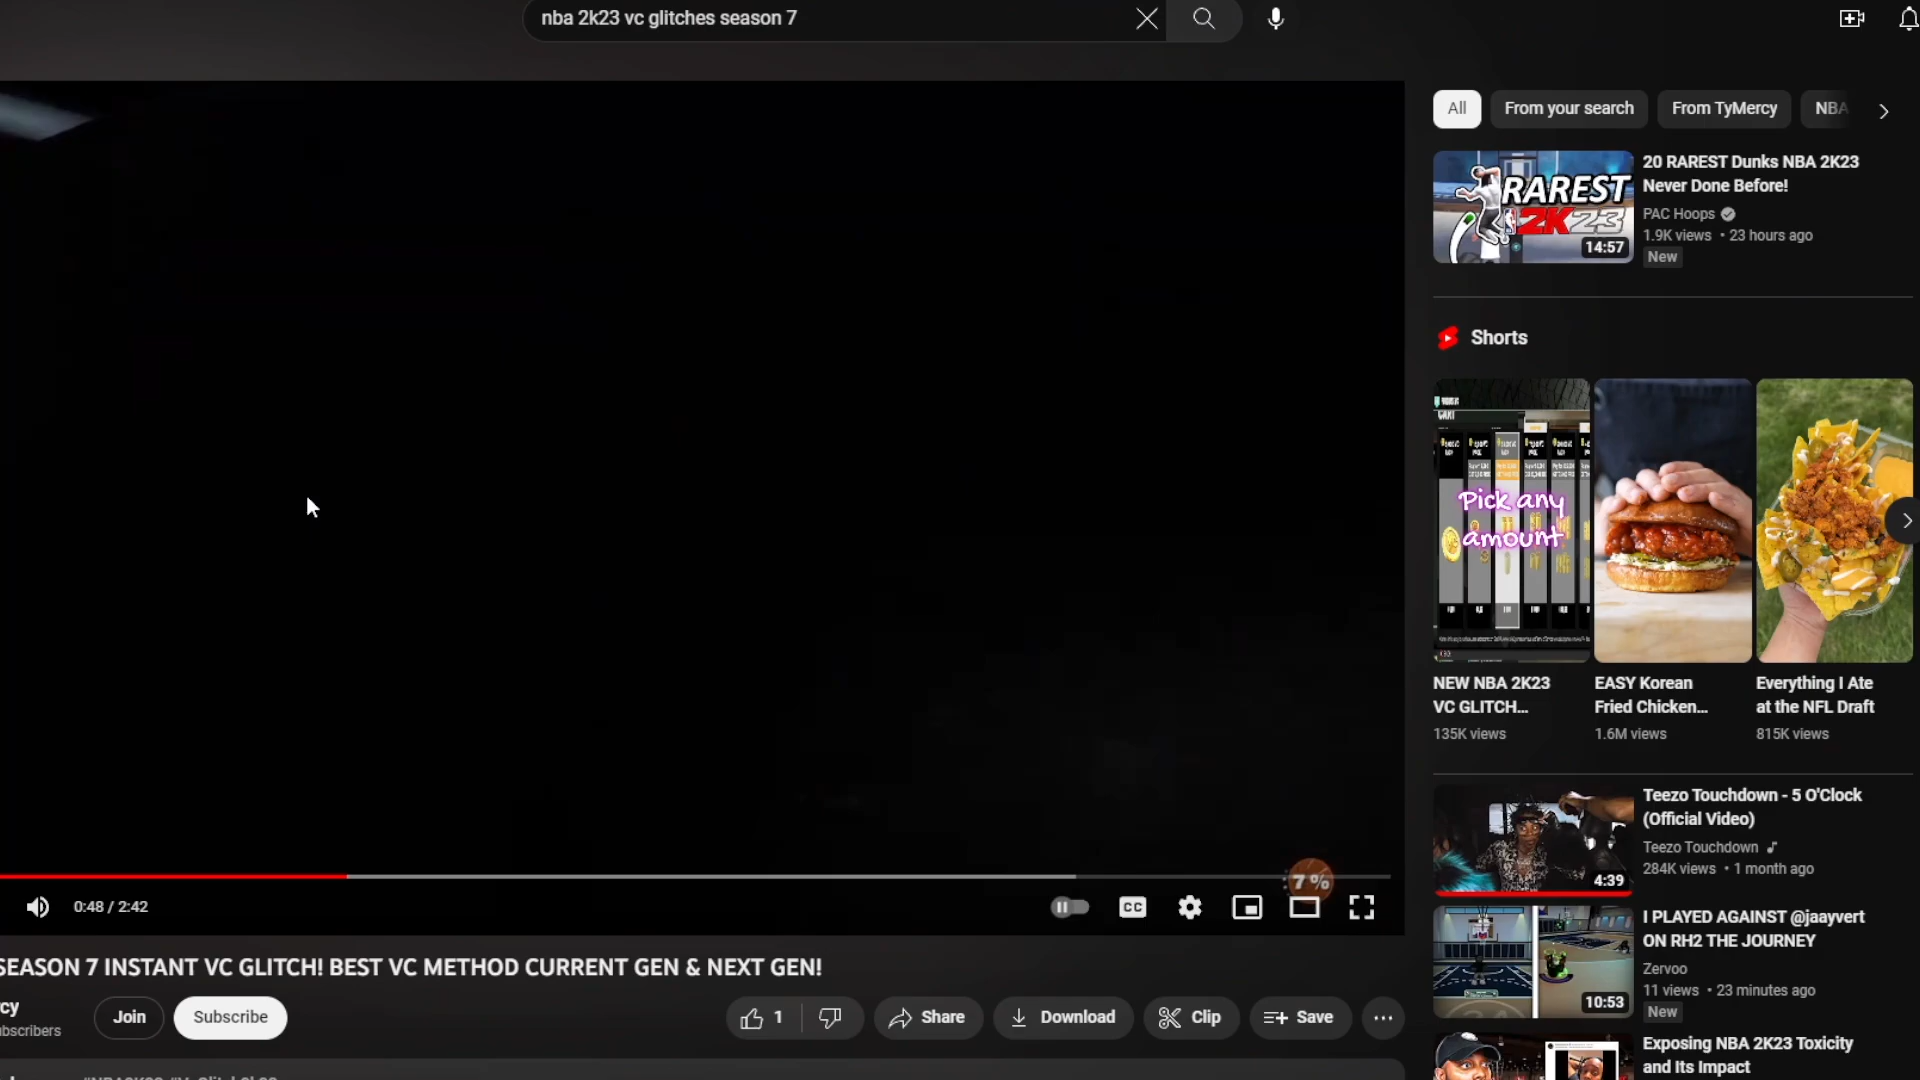 nba 2k23 vc glitches season 7
All
From your search
From TyMercy
NBA
RAREST
2K23
14:57
20 RAREST Dunks NBA 2K23
Never Done Before!
PAC Hoops
1.9K views • 23 hours ago
New
Shorts
Pick any
amount
NEW NBA 2K23
VC GLITCH...
135K views
EASY Korean
Fried Chicken...
1.6M views
Everything I Ate
at the NFL Draft
815K views
4:39
Teezo Touchdown - 5 O'Clock
(Official Video)
Teezo Touchdown
284K views • 1 month ago
7%
0:48 / 2:42
CC
10:53
I PLAYED AGAINST @jaayvert
ON RH2 THE JOURNEY
Zervoo
11 views • 23 minutes ago
New
SEASON 7 INSTANT VC GLITCH! BEST VC METHOD CURRENT GEN & NEXT GEN!
cy
bscribers
Join
Subscribe
1
Share
Download
Clip
Save
Exposing NBA 2K23 Toxicity
and Its Impact